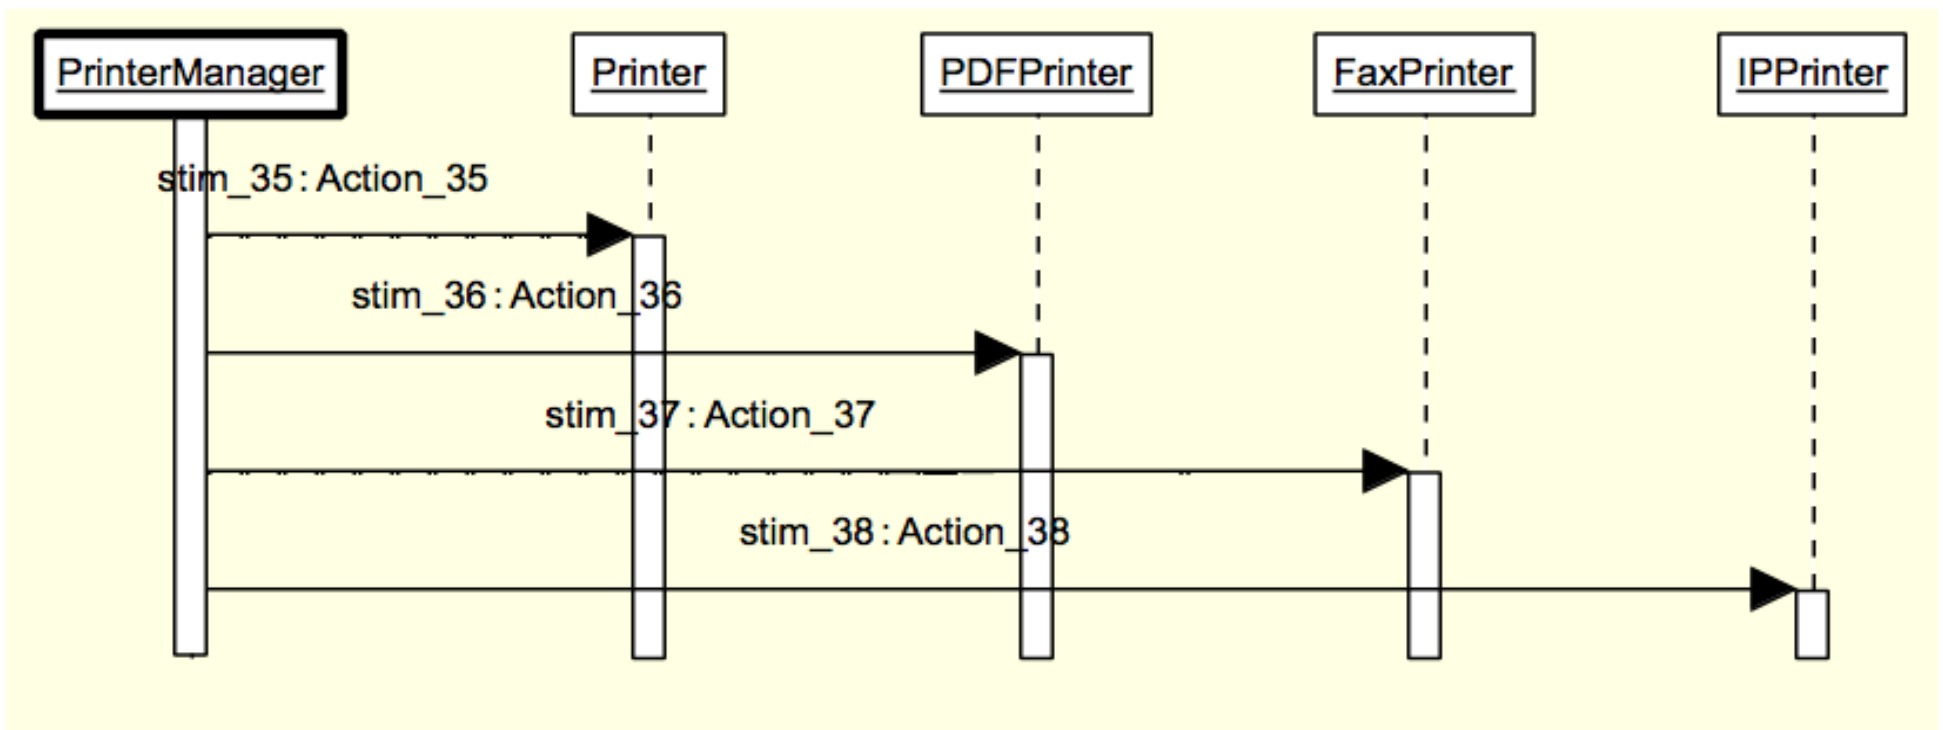 PrinterManager
Printer
PDFPrinter
FaxPrinter
IPPrinter
stim_35 : Action_35
stim_36 : Action_36
stim_37 : Action_37
stim_38 : Action_38